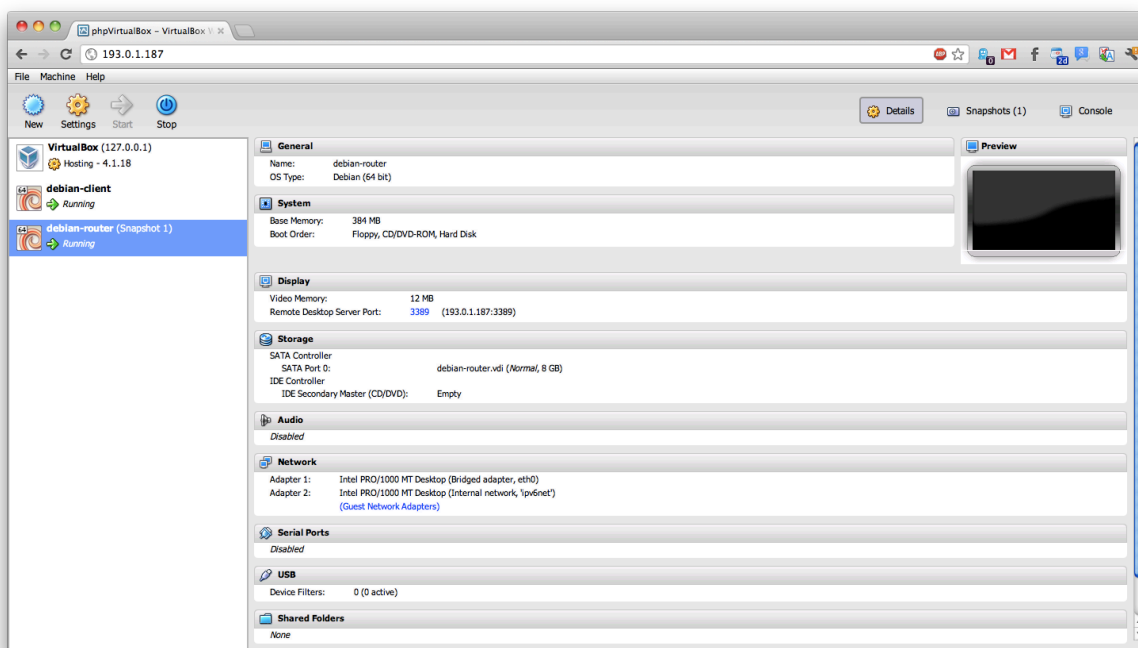 phpVirtualBox - VirtualBox
193.0.1.187
ABP
0
2d
File Machine Help
New Settings Start Stop
Details Snapshots (1) Console
VirtualBox (127.0.0.1)
Hosting - 4.1.18
64
debian-client
Running
64
debian-router (Snapshot 1)
Running
General
Name: debian-router
OS Type: Debian (64 bit)
Preview
System
Base Memory: 384 MB
Boot Order: Floppy, CD/DVD-ROM, Hard Disk
Display
Video Memory: 12 MB
Remote Desktop Server Port: 3389 (193.0.1.187:3389)
Storage
SATA Controller
SATA Port 0: debian-router.vdi (Normal, 8 GB)
IDE Controller
IDE Secondary Master (CD/DVD): Empty
Audio
Disabled
Network
Adapter 1: Intel PRO/1000 MT Desktop (Bridged adapter, eth0)
Adapter 2: Intel PRO/1000 MT Desktop (Internal network, 'ipv6net')
(Guest Network Adapters)
Serial Ports
Disabled
USB
Device Filters: 0 (0 active)
Shared Folders
None